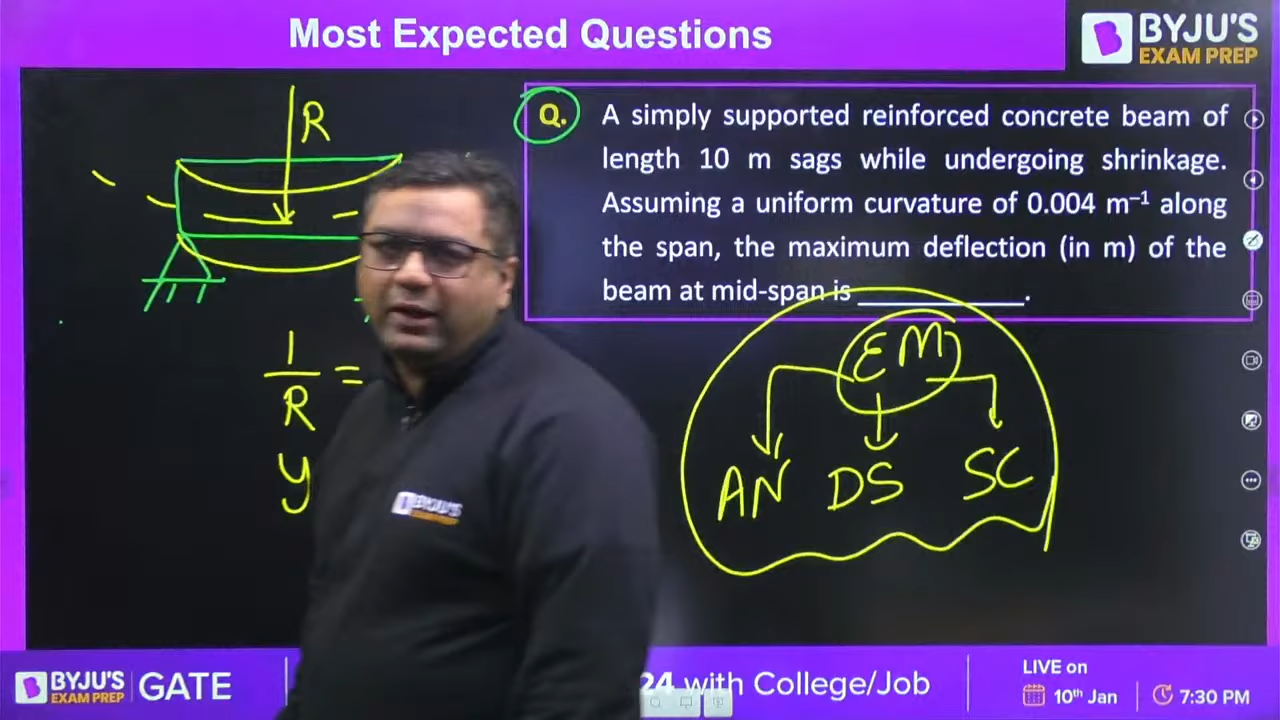 Most Expected Questions
BYJU'S
EXAM PREP
R
Q. A simply supported reinforced concrete beam of
length 10 m sags while undergoing shrinkage.
Assuming a uniform curvature of 0.004 m⁻¹ along
the span, the maximum deflection (in m) of the
beam at mid-span is ____________.
1
R
=
y
EM
AN DS SC
BYJU'S
BYJU'S
EXAM PREP
GATE
24 with College/Job
LIVE on
10th Jan
7:30 PM